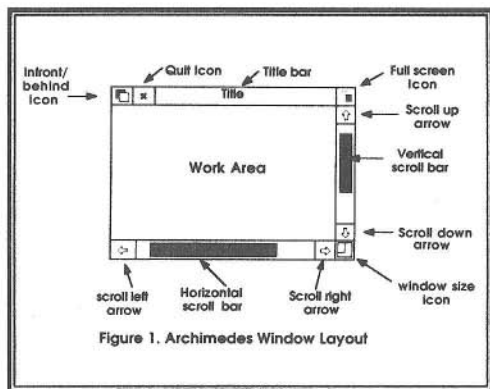 Infront/
behind
icon
Quit Icon
Title bar
Full screen
icon
Title
Scroll up
arrow
Vertical
scroll bar
Work Area
Scroll down
arrow
window size
icon
scroll left
arrow
Horizontal
scroll bar
Scroll right
arrow
Figure 1. Archimedes Window Layout